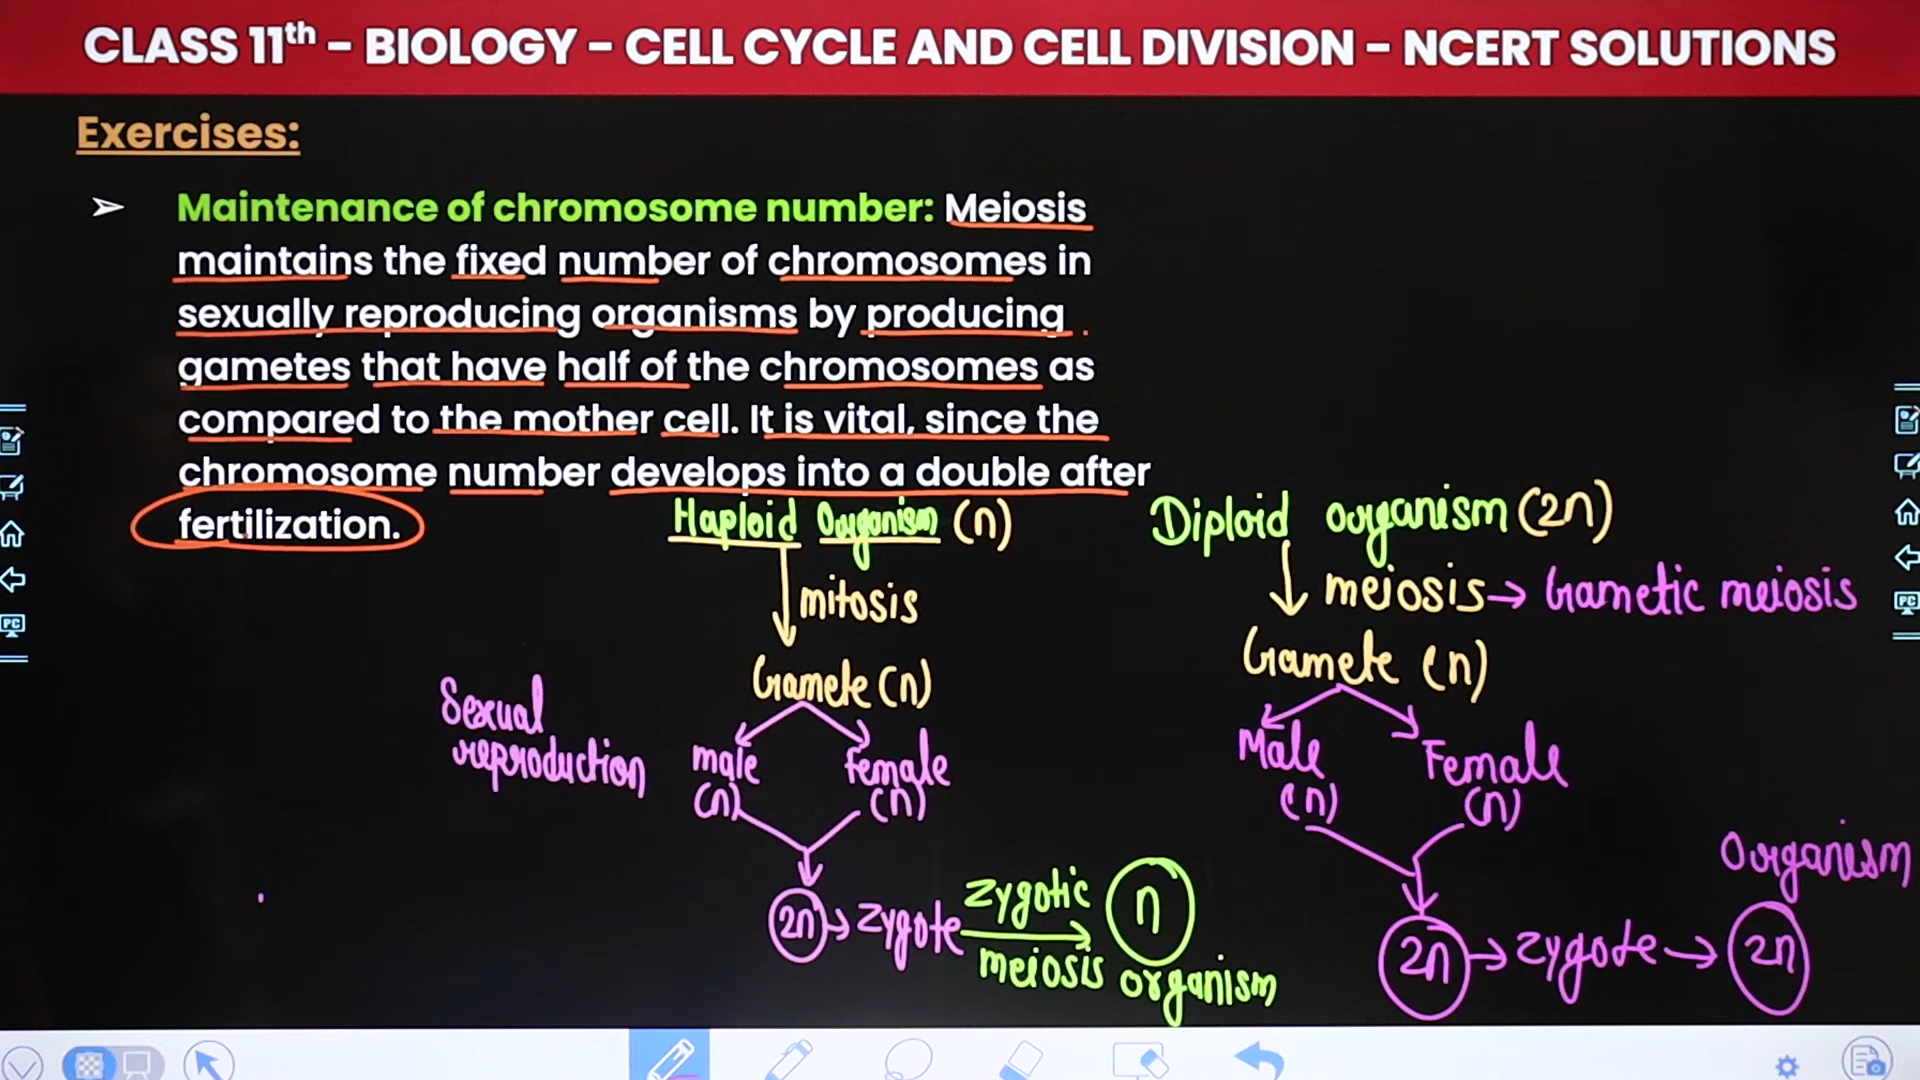 CLASS 11th – BIOLOGY – CELL CYCLE AND CELL DIVISION – NCERT SOLUTIONS
Exercises:
➢ Maintenance of chromosome number: Meiosis
maintains the fixed number of chromosomes in
sexually reproducing organisms by producing
gametes that have half of the chromosomes as
compared to the mother cell. It is vital, since the
chromosome number develops into a double after
fertilization.
Haploid Organism (n)
mitosis
Gamete (n)
Sexual
reproduction
male
(n)
Female
(n)
2n → zygote
zygotic
meiosis
n
organism
Diploid organism (2n)
meiosis → Gametic meiosis
Gamete (n)
Male
(n)
Female
(n)
Organism
2n → zygote → 2n
PC
PC